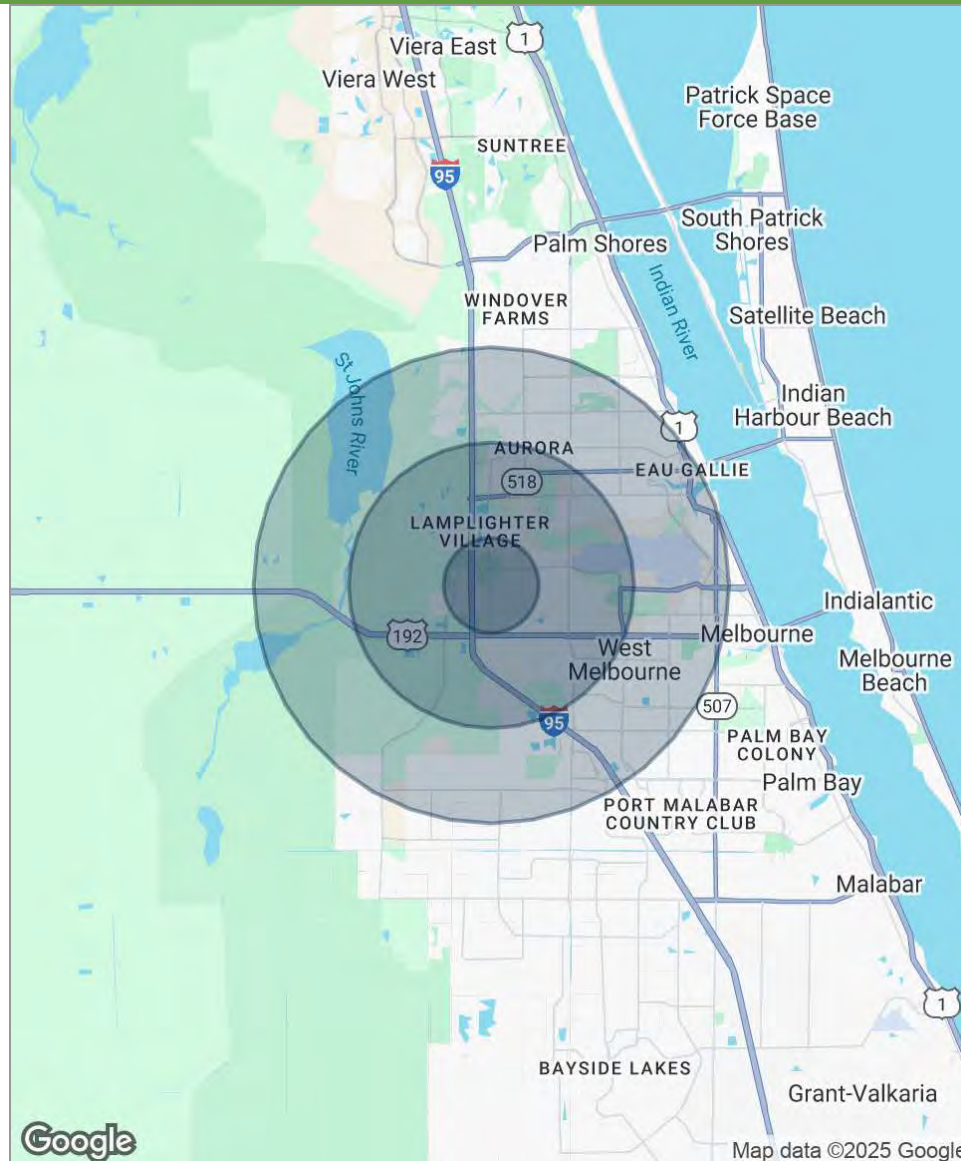 1
Viera East
Viera West
Patrick Space
Force Base
SUNTREE
95
South Patrick
Shores
Palm Shores
Indian River
WINDOVER
FARMS
Satellite Beach
St Johns River
Indian
Harbour Beach
1
AURORA
EAU GALLIE
518
LAMPLIGHTER
VILLAGE
Indialantic
192
Melbourne
West
Melbourne
Melbourne
Beach
507
95
PALM BAY
COLONY
Palm Bay
PORT MALABAR
COUNTRY CLUB
Malabar
1
BAYSIDE LAKES
Grant-Valkaria
Google
Map data ©2025 Google